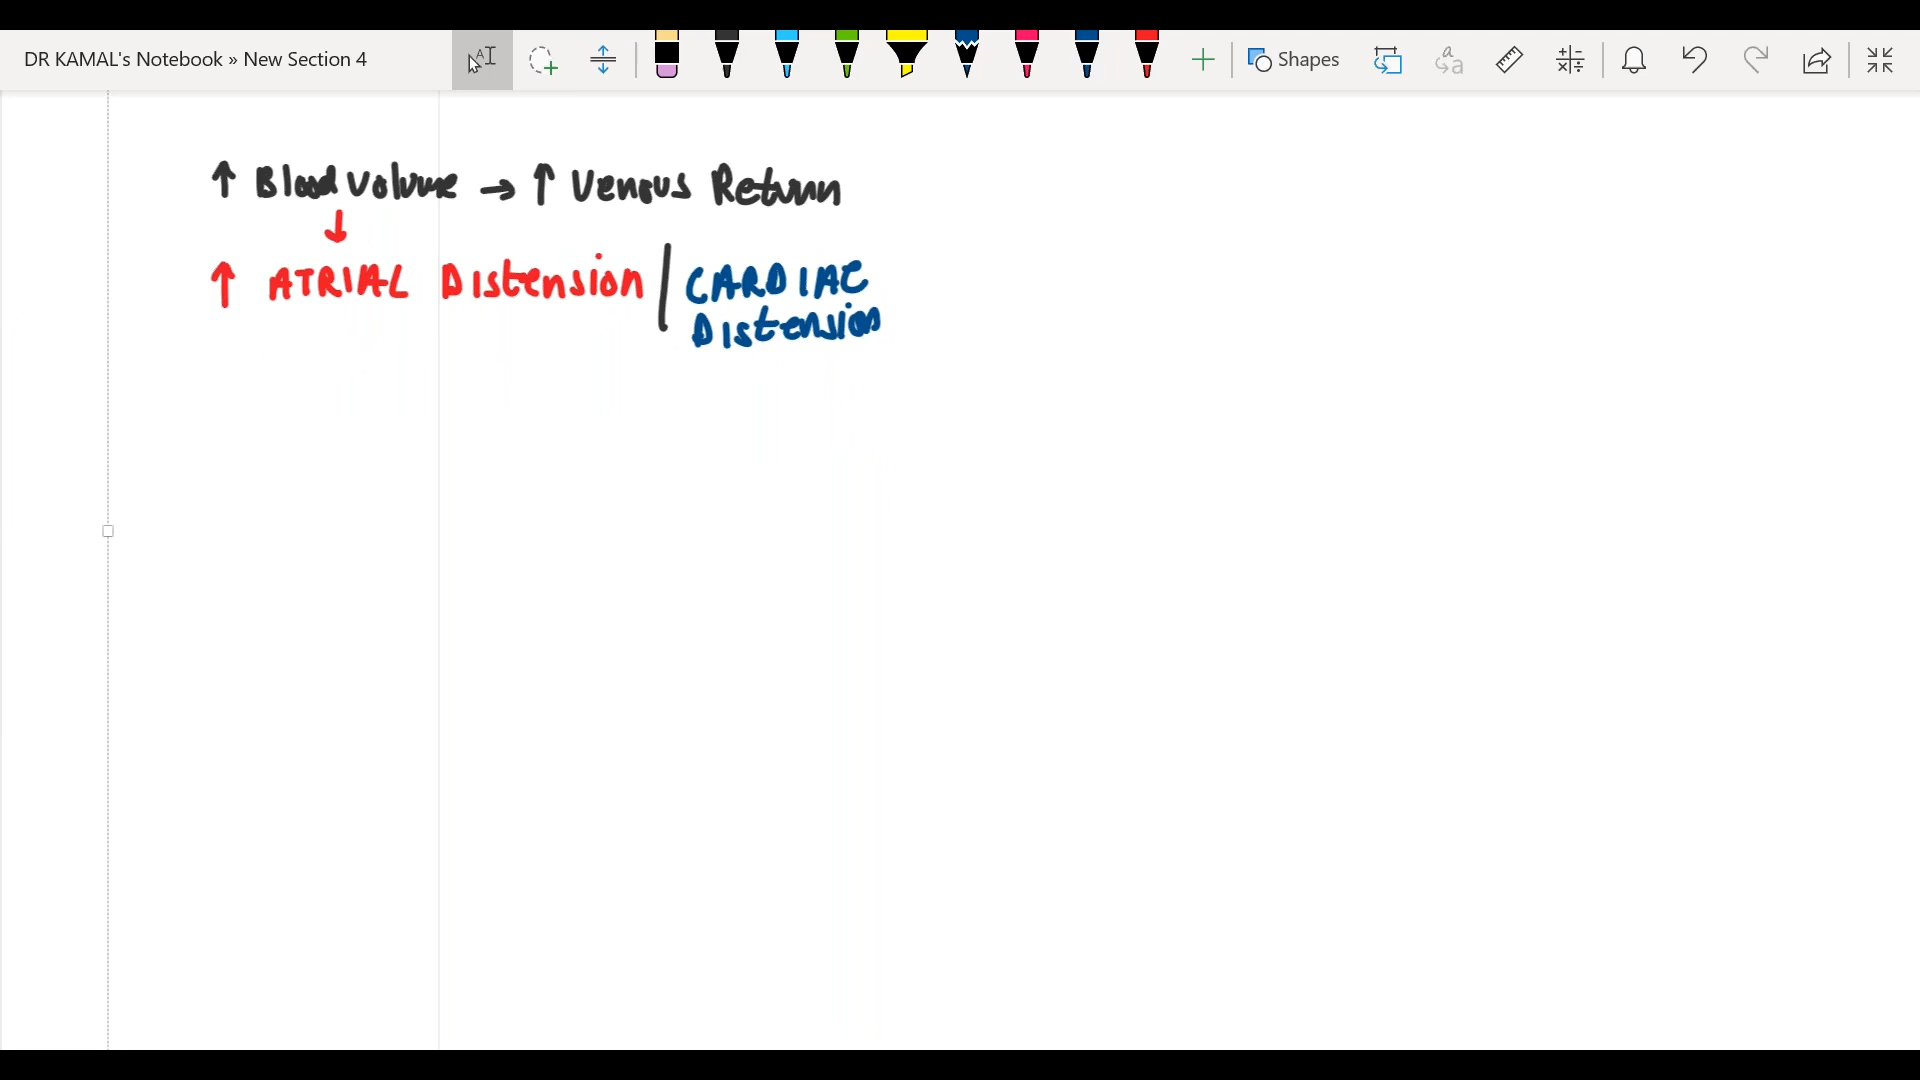 DR KAMAL's Notebook » New Section 4
Shapes
↑ Blood Volume → ↑ Venous Return
↓
↑ ATRIAL Distension / CARDIAC
Distension